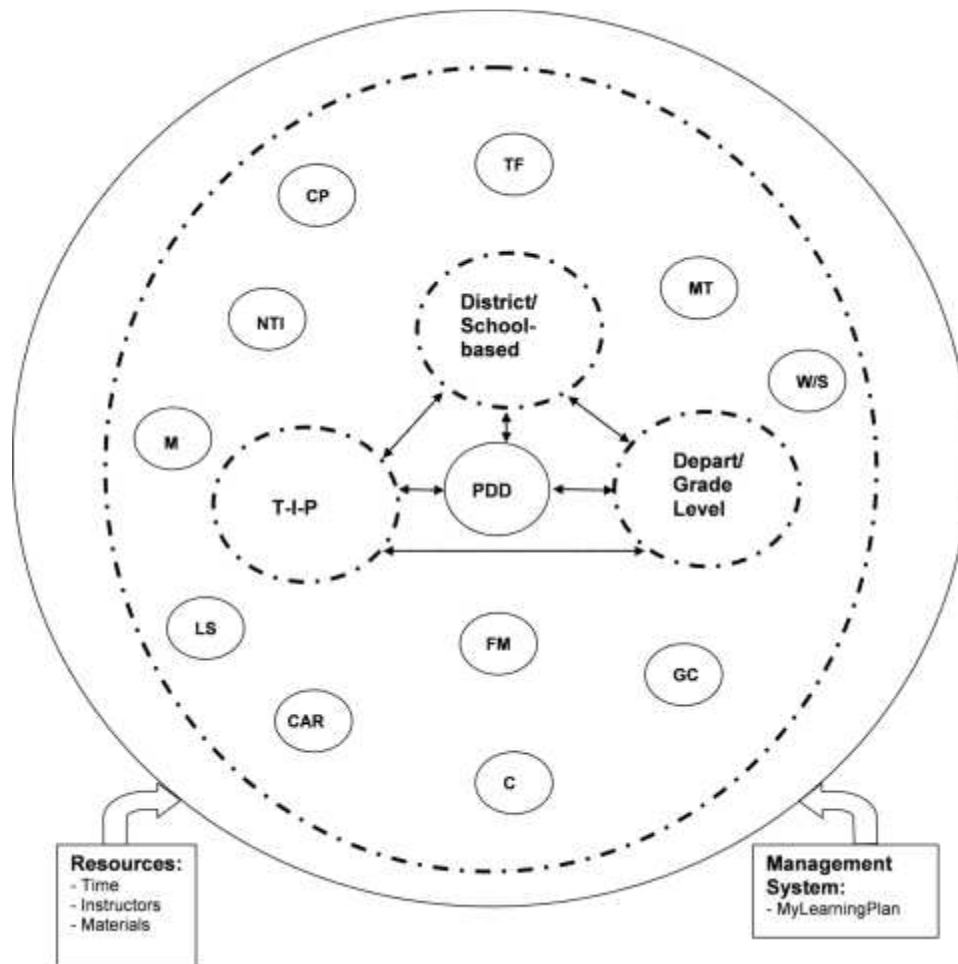 TF
CP
MT
NTI
District/
School-
based
W/S
M
Depart/
Grade
Level
T-I-P
PDD
LS
FM
GC
CAR
C
Resources:
- Time
- Instructors
- Materials
Management
System:
- MyLearningPlan